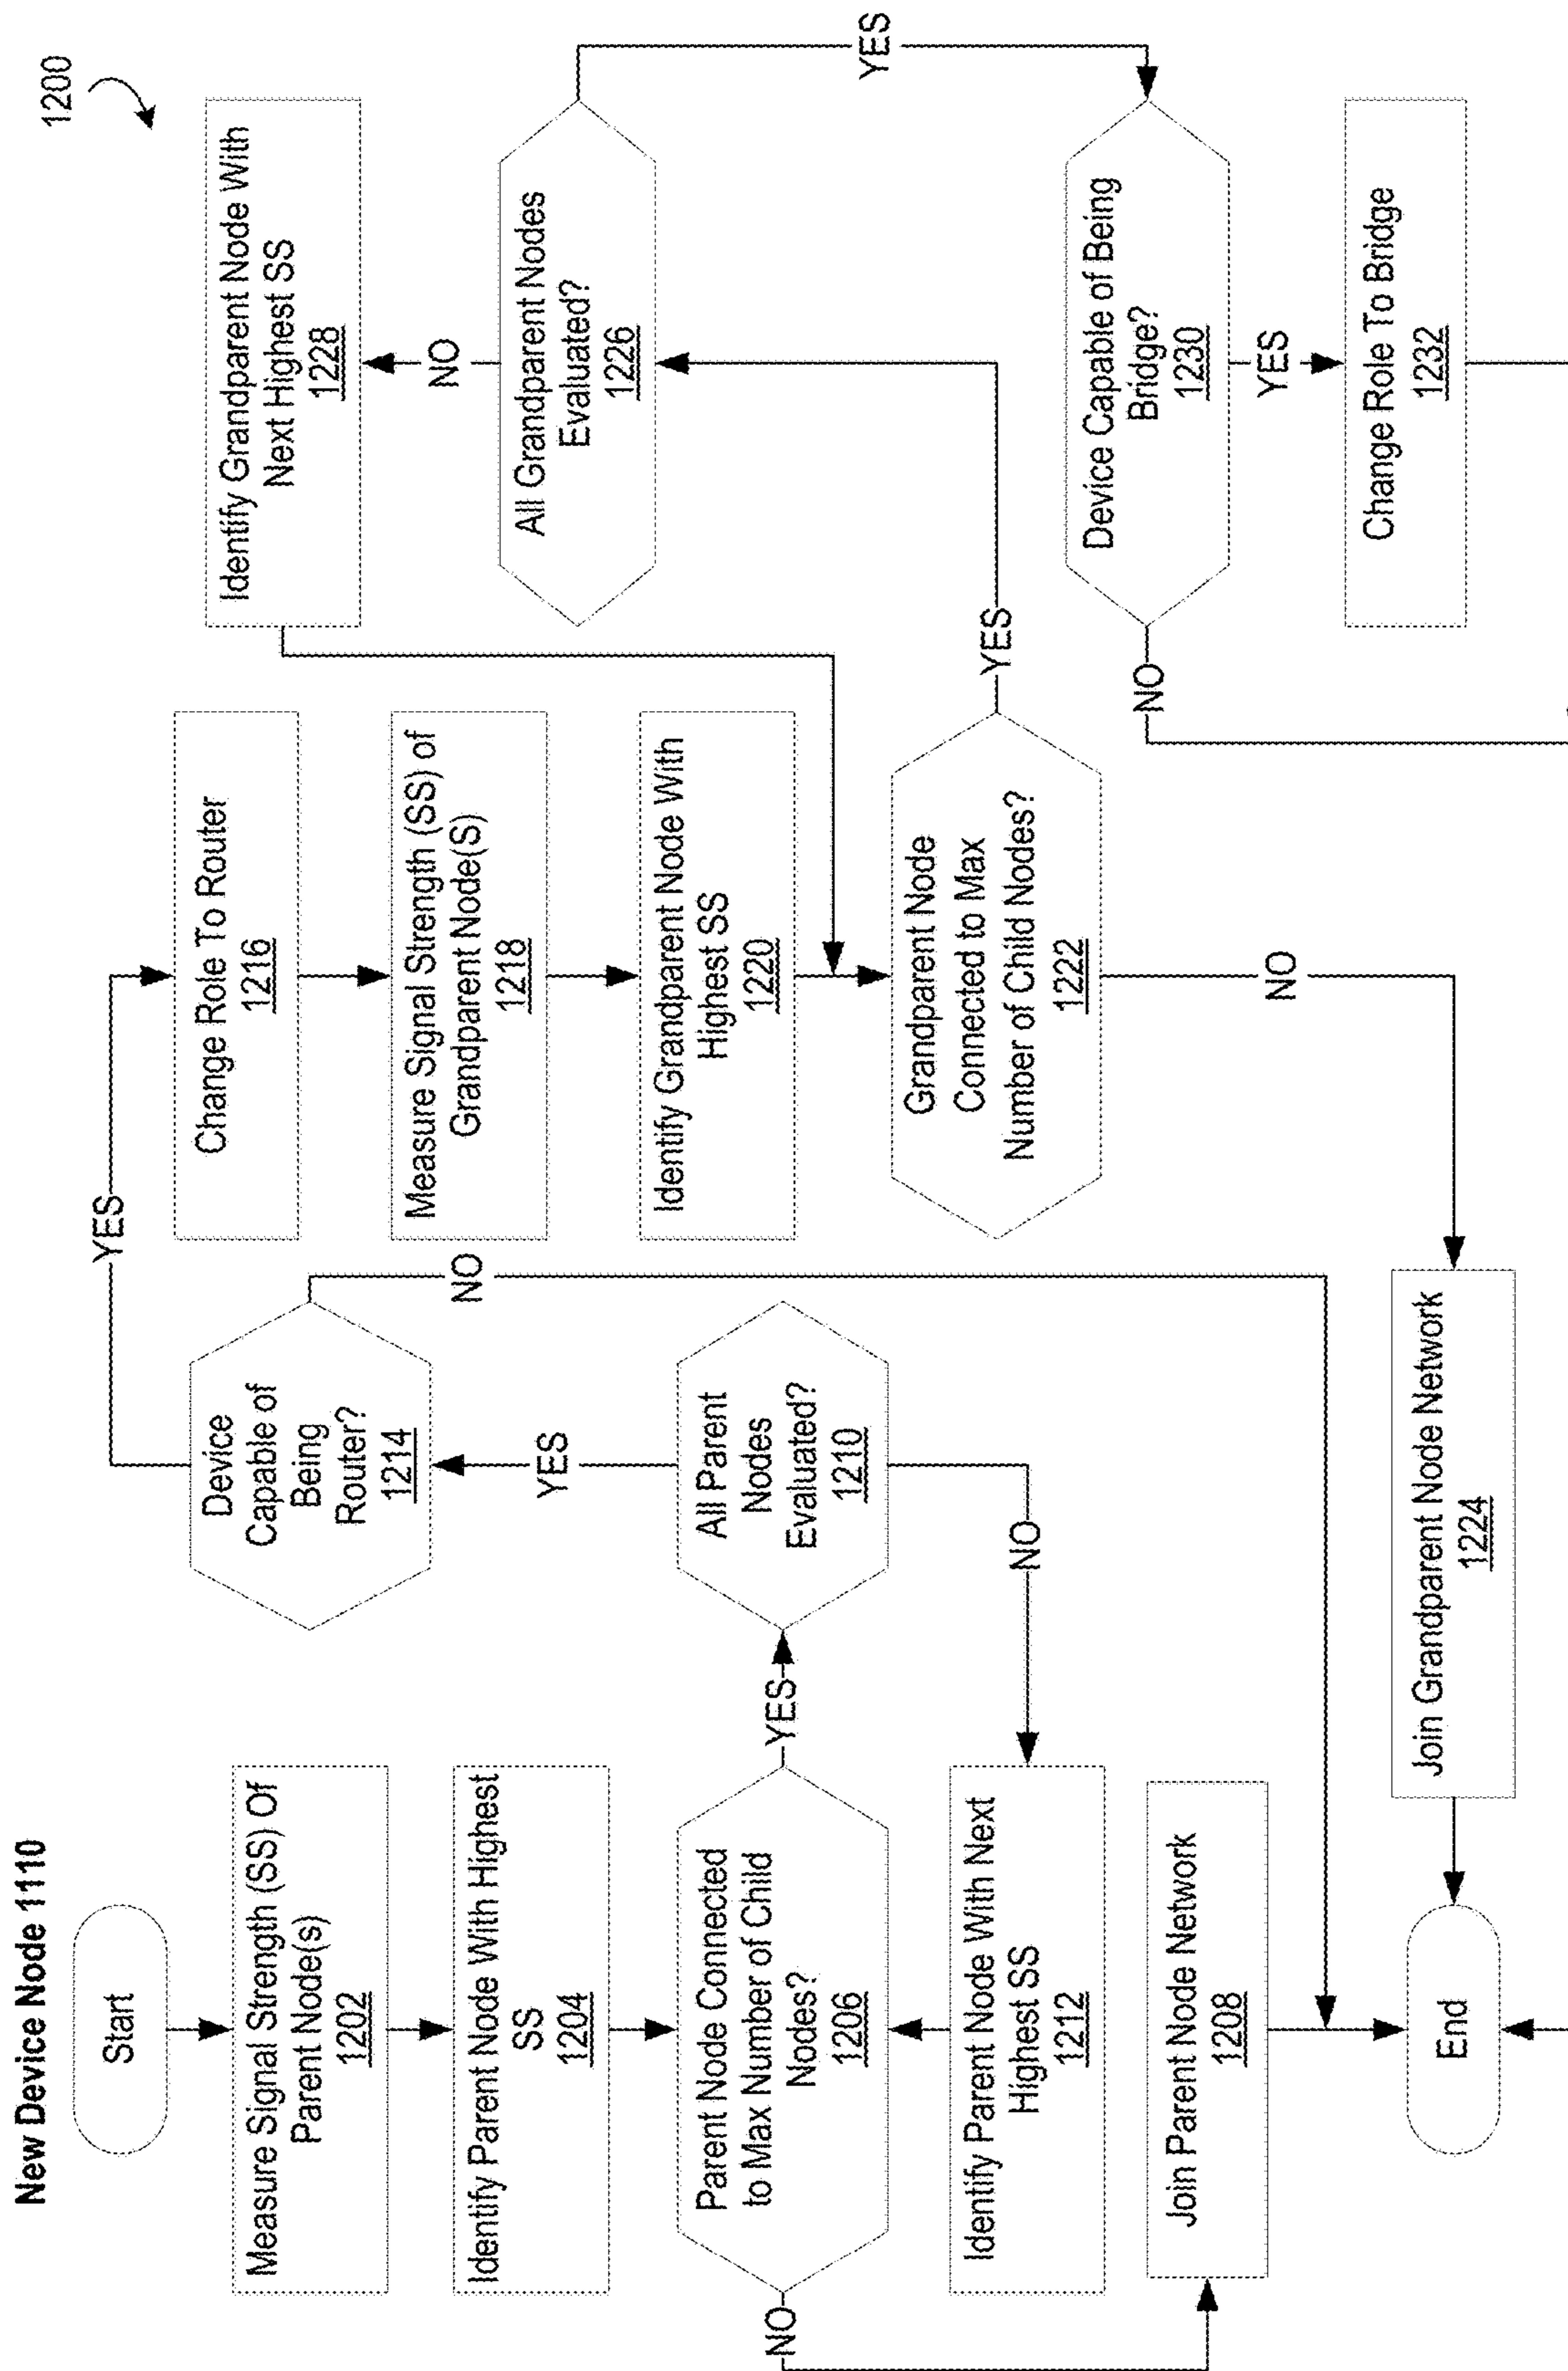 New Device Node 1110
1200
Start
Measure Signal Strength (SS) Of
Parent Node(s)
1202
Identify Parent Node With Highest
SS
1204
Parent Node Connected
to Max Number of Child
Nodes?
1206
YES
NO
Identify Parent Node With Next
Highest SS
1212
Join Parent Node Network
1208
End
Device
Capable of
Being
Router?
1214
YES
NO
YES
All Parent
Nodes
Evaluated?
1210
NO
Change Role To Router
1216
Measure Signal Strength (SS) of
Grandparent Node(S)
1218
Identify Grandparent Node With
Highest SS
1220
Grandparent Node
Connected to Max
Number of Child Nodes?
1222
YES
NO
Join Grandparent Node Network
1224
Identify Grandparent Node With
Next Highest SS
1228
NO
All Grandparent Nodes
Evaluated?
1226
YES
Device Capable of Being
Bridge?
1230
NO
YES
Change Role To Bridge
1232